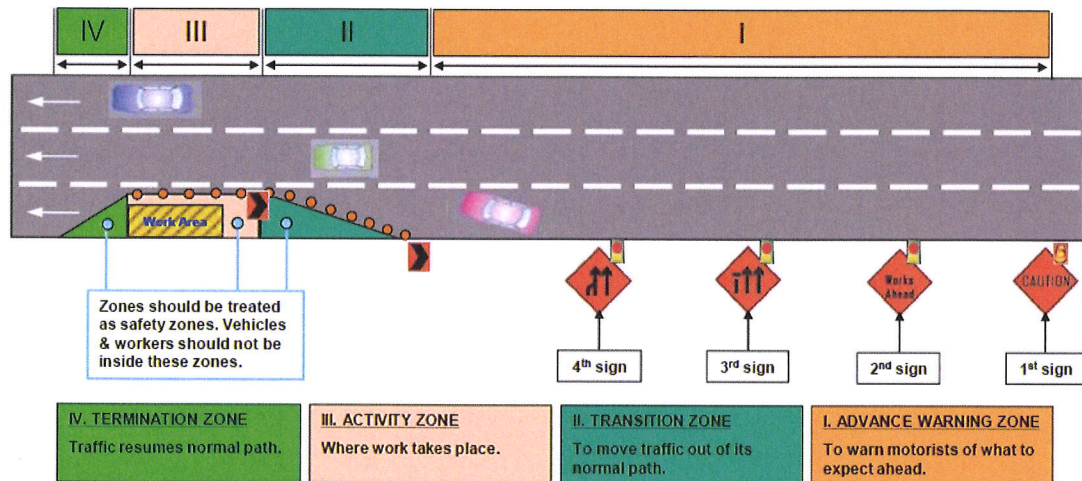 IV
III
II
I
Work Area
Zones should be treated
as safety zones. Vehicles
& workers should not be
inside these zones.
Works
Ahead
CAUTION
4th sign
3rd sign
2nd sign
1st sign
IV. TERMINATION ZONE
Traffic resumes normal path.
III. ACTIVITY ZONE
Where work takes place.
II. TRANSITION ZONE
To move traffic out of its
normal path.
I. ADVANCE WARNING ZONE
To warn motorists of what to
expect ahead.